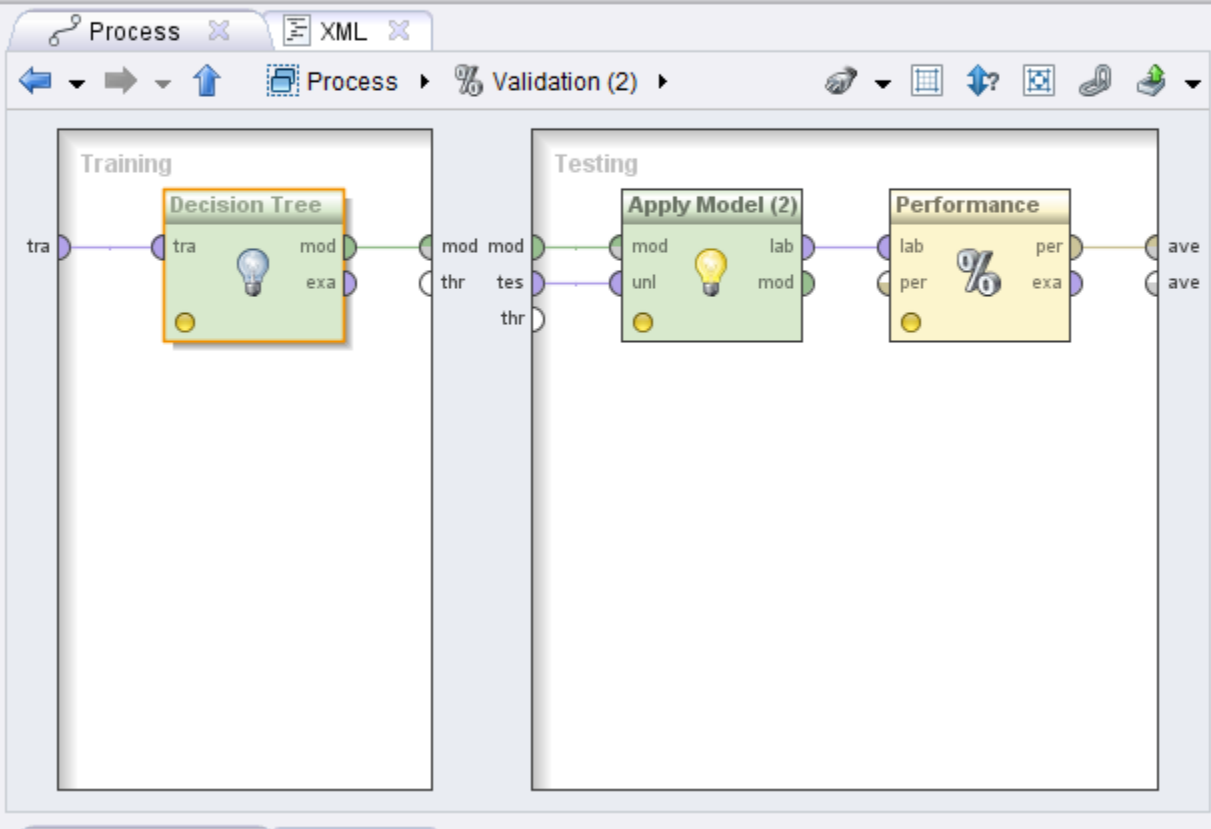 Process XML
Process Validation (2)
Training Testing
Decision Tree Apply Model (2) Performance
tra tra mod mod mod mod lab lab per ave
exa thr tes unl mod per exa ave
thr